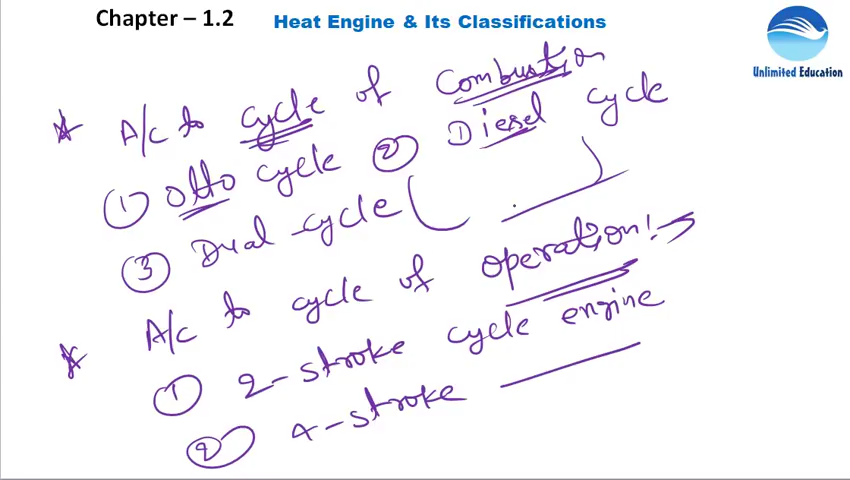 Chapter – 1.2 Heat Engine & Its Classifications
Unlimited Education
A/c to cycle of Combustion
① Otto cycle ② Diesel cycle
③ Dual cycle ( )
A/c to cycle of operation:→
① 2-stroke cycle engine
② 4-stroke